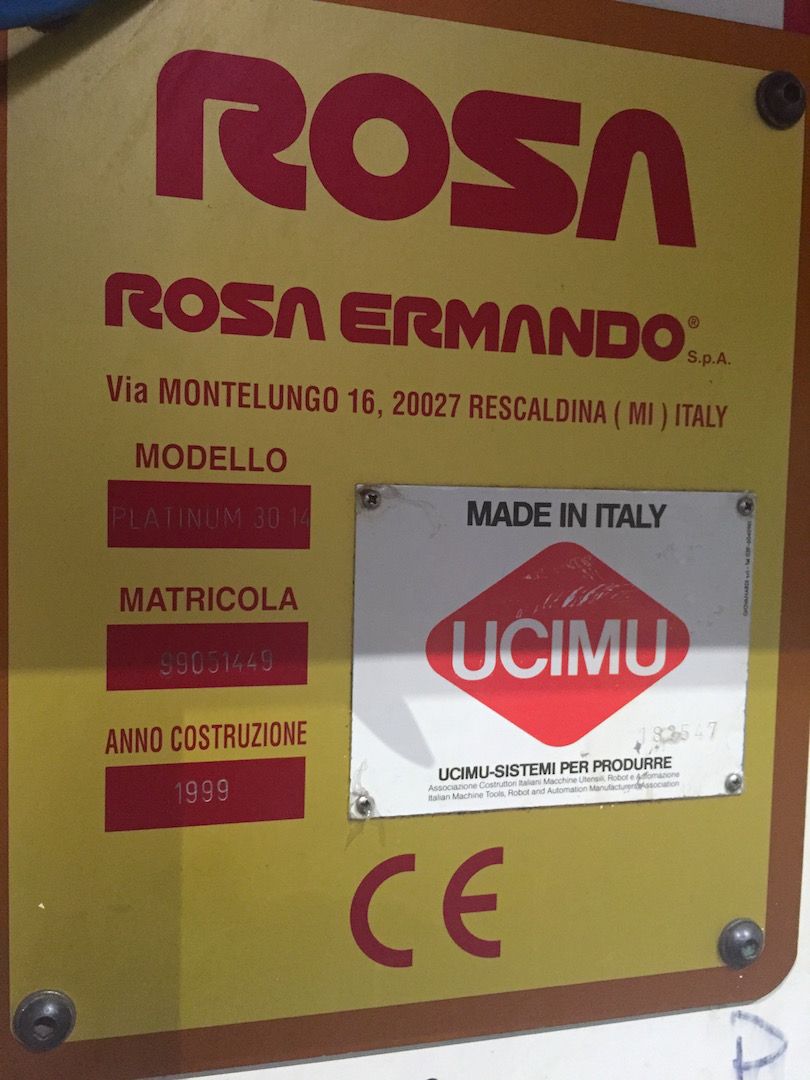 ROSA
ROSA ERMANDO® S.p.A.
Via MONTELUNGO 16, 20027 RESCALDINA ( MI ) ITALY
MODELLO
PLATINUM 30 14
MATRICOLA
99051449
ANNO COSTRUZIONE
1999
MADE IN ITALY
UCIMU
UCIMU-SISTEMI PER PRODURRE
Associazione Costruttori Italiani Macchine Utensili, Robot e Automazione
Italian Machine Tools, Robot and Automation Manufacturers Association
CE